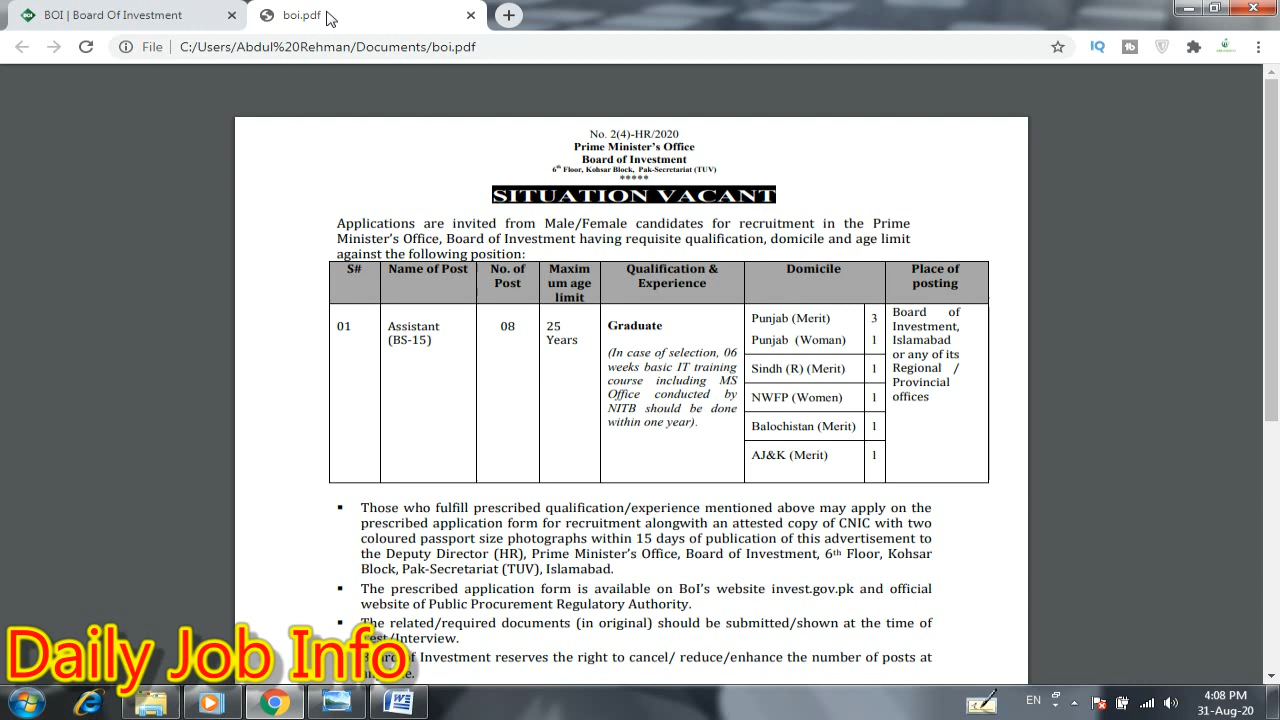 BOI | Board Of Investment
boi.pdf
File | C:/Users/Abdul%20Rehman/Documents/boi.pdf
No. 2(4)-HR/2020
Prime Minister's Office
Board of Investment
6th Floor, Kohsar Block, Pak-Secretariat (TUV)
*****
SITUATION VACANT
Applications are invited from Male/Female candidates for recruitment in the Prime
Minister's Office, Board of Investment having requisite qualification, domicile and age limit
against the following position:
S# Name of Post No. of Post Maxim um age limit Qualification & Experience Domicile Place of posting
01 Assistant (BS-15) 08 25 Years
Graduate
(In case of selection, 06
weeks basic IT training
course including MS
Office conducted by
NITB should be done
within one year).
Punjab (Merit) 3
Punjab (Woman) 1
Sindh (R) (Merit) 1
NWFP (Women) 1
Balochistan (Merit) 1
AJ&K (Merit) 1
Board of
Investment,
Islamabad
or any of its
Regional /
Provincial
offices
▪ Those who fulfill prescribed qualification/experience mentioned above may apply on the
prescribed application form for recruitment alongwith an attested copy of CNIC with two
coloured passport size photographs within 15 days of publication of this advertisement to
the Deputy Director (HR), Prime Minister's Office, Board of Investment, 6th Floor, Kohsar
Block, Pak-Secretariat (TUV), Islamabad.
▪ The prescribed application form is available on BoI's website invest.gov.pk and official
website of Public Procurement Regulatory Authority.
▪ The related/required documents (in original) should be submitted/shown at the time of
/Interview.
of Investment reserves the right to cancel/ reduce/enhance the number of posts at
Daily Job Info
EN
4:08 PM
31-Aug-20